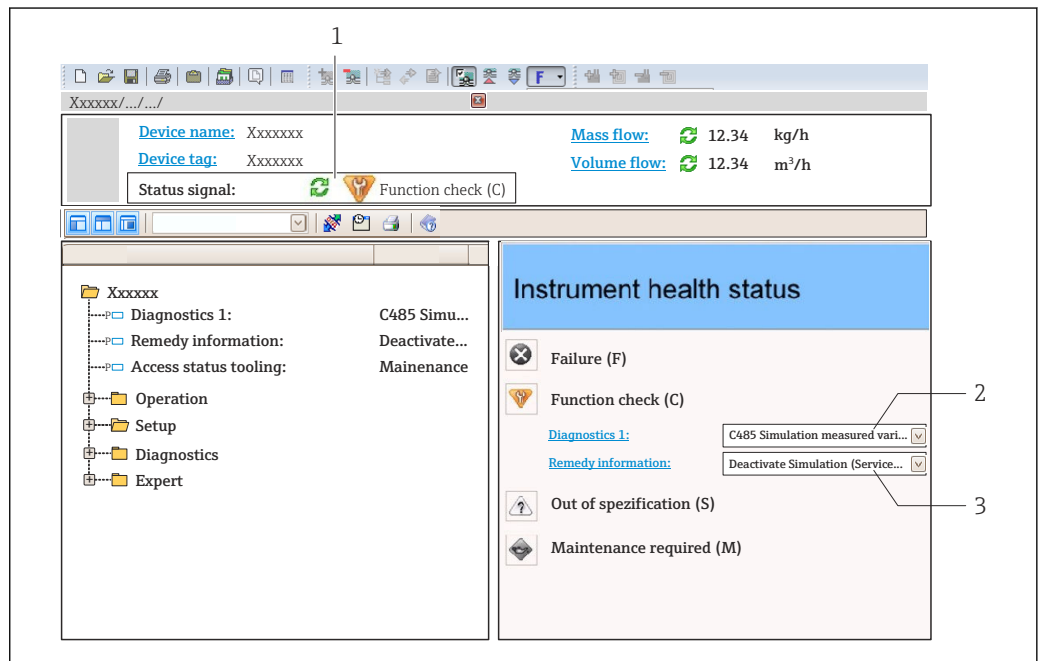 1
F
Xxxxxx/.../.../
Device name: Xxxxxxx
Mass flow: 12.34 kg/h
Device tag: Xxxxxxx
Volume flow: 12.34 m³/h
Status signal: Function check (C)
Xxxxxx
Diagnostics 1: C485 Simu...
Remedy information: Deactivate...
Access status tooling: Mainenance
Operation
Setup
Diagnostics
Expert
Instrument health status
Failure (F)
Function check (C)
2
Diagnostics 1: C485 Simulation measured vari...
Remedy information: Deactivate Simulation (Service...
Out of spezification (S)
3
Maintenance required (M)